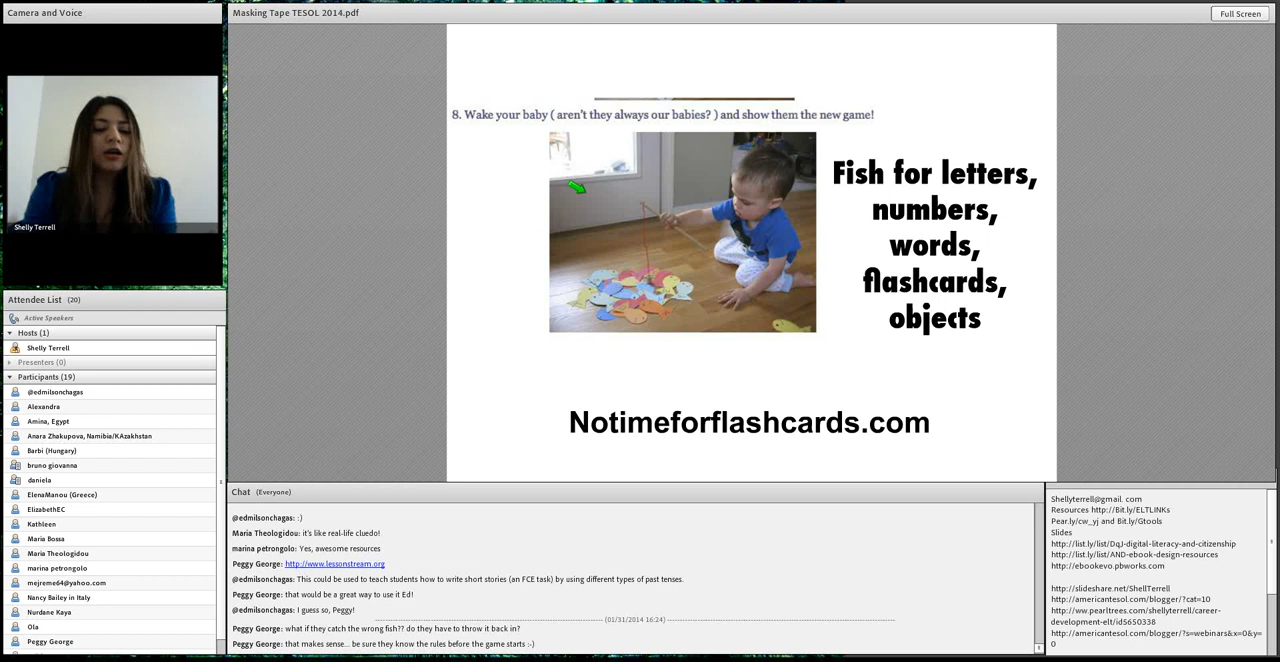 Camera and Voice
Shelly Terrell
Attendee List (20)
Active Speakers
Hosts (1)
Shelly Terrell
Presenters (0)
Participants (19)
@edmilsonchagas
Alexandra
Amina, Egypt
Anara Zhakupova, Namibia/KAzakhstan
Barbi (Hungary)
bruno giovanna
daniela
ElenaManou (Greece)
ElizabethEC
Kathleen
Maria Bossa
Maria Theologidou
marina petrongolo
mejreme64@yahoo.com
Nancy Bailey in Italy
Nurdane Kaya
Ola
Peggy George
Masking Tape TESOL 2014.pdf
Full Screen
8. Wake your baby ( aren't they always our babies? ) and show them the new game!
Fish for letters,
numbers,
words,
flashcards,
objects
Notimeforflashcards.com
Chat (Everyone)
@edmilsonchagas: :)
Maria Theologidou: it's like real-life cluedo!
marina petrongolo: Yes, awesome resources
Peggy George: http://www.lessonstream.org
@edmilsonchagas: This could be used to teach students how to write short stories (an FCE task) by using different types of past tenses.
Peggy George: that would be a great way to use it Ed!
@edmilsonchagas: I guess so, Peggy!
(01/31/2014 16:24)
Peggy George: what if they catch the wrong fish?? do they have to throw it back in?
Peggy George: that makes sense... be sure they know the rules before the game starts :-)
Shellyterrell@gmail. com
Resources http://Bit.ly/ELTLINKs
Pear.ly/cw_yj and Bit.ly/Gtools
Slides
http://list.ly/list/DqJ-digital-literacy-and-citizenship
http://list.ly/list/AND-ebook-design-resources
http://ebookevo.pbworks.com
http://slideshare.net/ShellTerrell
http://americantesol.com/blogger/?cat=10
http://ww.pearltrees.com/shellyterrell/career-
development-elt/id5650338
http://americantesol.com/blogger/?s=webinars&x=0&y=
0